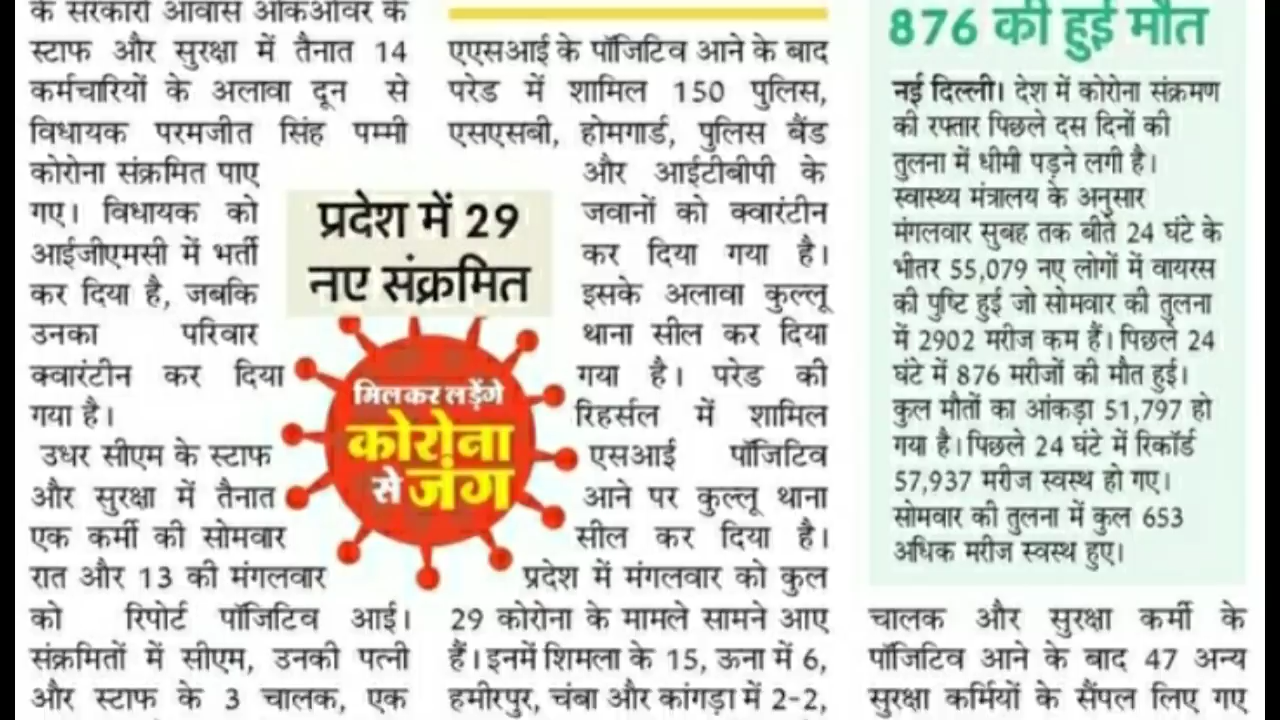 के सरकारी आवास ओकओवर के
स्टाफ और सुरक्षा में तैनात 14
कर्मचारियों के अलावा दून से
विधायक परमजीत सिंह पम्मी
कोरोना संक्रमित पाए
गए। विधायक को
आईजीएमसी में भर्ती
कर दिया है, जबकि
उनका परिवार
क्वारंटीन कर दिया
गया है।
उधर सीएम के स्टाफ
और सुरक्षा में तैनात
एक कर्मी की सोमवार
रात और 13 की मंगलवार
को रिपोर्ट पॉजिटिव आई।
संक्रमितों में सीएम, उनकी पत्नी
और स्टाफ के 3 चालक, एक
प्रदेश में 29
नए संक्रमित
मिलकर लड़ेंगे
कोरोना
से जंग
एएसआई के पॉजिटिव आने के बाद
परेड में शामिल 150 पुलिस,
एसएसबी, होमगार्ड, पुलिस बैंड
और आईटीबीपी के
जवानों को क्वारंटीन
कर दिया गया है।
इसके अलावा कुल्लू
थाना सील कर दिया
गया है। परेड की
रिहर्सल में शामिल
एसआई पॉजिटिव
आने पर कुल्लू थाना
सील कर दिया है।
प्रदेश में मंगलवार को कुल
29 कोरोना के मामले सामने आए
हैं। इनमें शिमला के 15, ऊना में 6,
हमीरपुर, चंबा और कांगड़ा में 2-2,
876 की हुई मौत
नई दिल्ली। देश में कोरोना संक्रमण
की रफ्तार पिछले दस दिनों की
तुलना में धीमी पड़ने लगी है।
स्वास्थ्य मंत्रालय के अनुसार
मंगलवार सुबह तक बीते 24 घंटे के
भीतर 55,079 नए लोगों में वायरस
की पुष्टि हुई जो सोमवार की तुलना
में 2902 मरीज कम हैं। पिछले 24
घंटे में 876 मरीजों की मौत हुई।
कुल मौतों का आंकड़ा 51,797 हो
गया है। पिछले 24 घंटे में रिकॉर्ड
57,937 मरीज स्वस्थ हो गए।
सोमवार की तुलना में कुल 653
अधिक मरीज स्वस्थ हुए।
चालक और सुरक्षा कर्मी के
पॉजिटिव आने के बाद 47 अन्य
सुरक्षा कर्मियों के सैंपल लिए गए